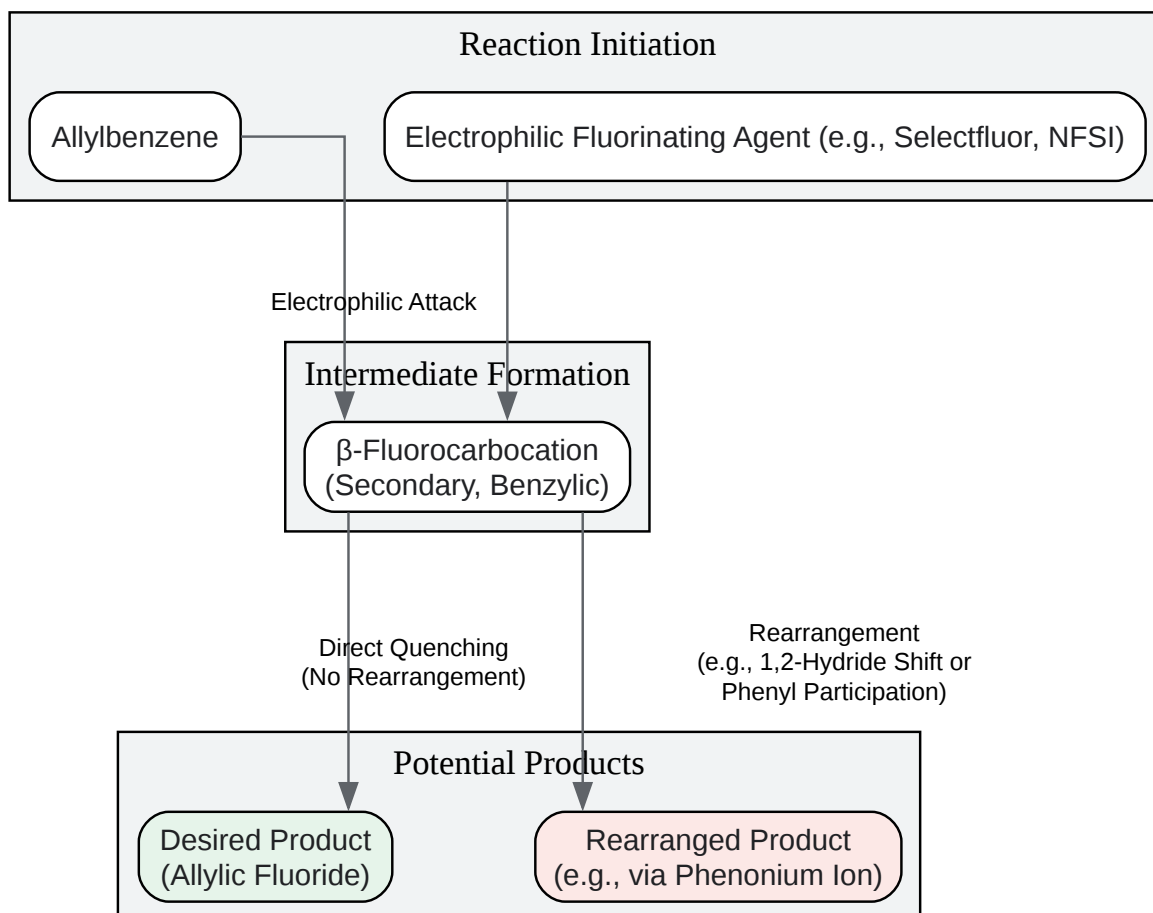 Reaction Initiation
Allylbenzene
Electrophilic Fluorinating Agent (e.g., Selectfluor, NFSI)
Electrophilic Attack
Intermediate Formation
β-Fluorocarbocation
(Secondary, Benzylic)
Direct Quenching
(No Rearrangement)
Rearrangement
(e.g., 1,2-Hydride Shift or
Phenyl Participation)
Potential Products
Desired Product
(Allylic Fluoride)
Rearranged Product
(e.g., via Phenonium Ion)